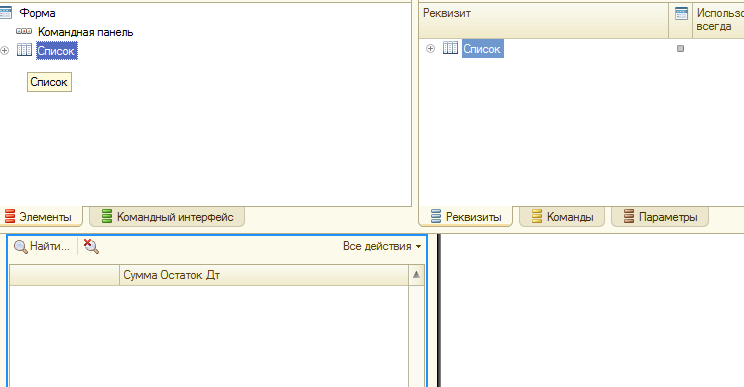 Форма
Командная панель
Список
Список
Элементы
Командный интерфейс
Реквизит
Использо
всегда
Список
Реквизиты
Команды
Параметры
Найти...
Все действия
Сумма Остаток Дт